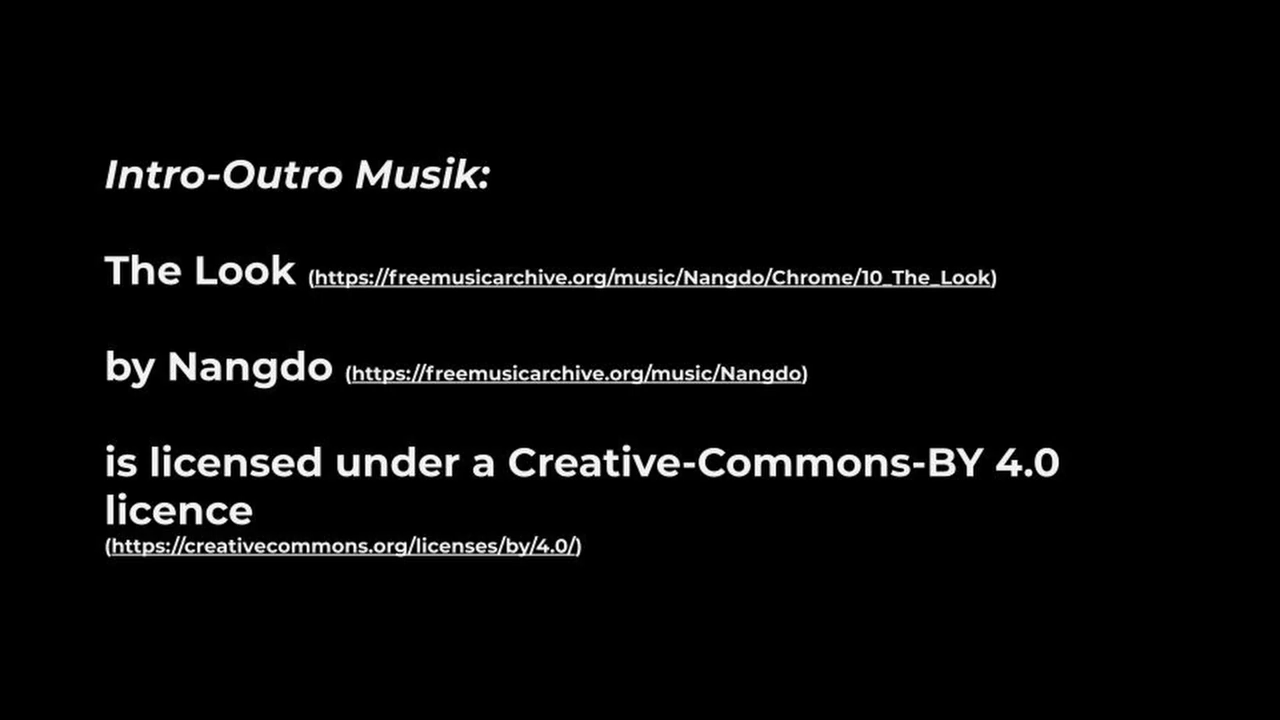 Intro-Outro Musik:
The Look (https://freemusicarchive.org/music/Nangdo/Chrome/10_The_Look)
by Nangdo (https://freemusicarchive.org/music/Nangdo)
is licensed under a Creative-Commons-BY 4.0
licence
(https://creativecommons.org/licenses/by/4.0/)